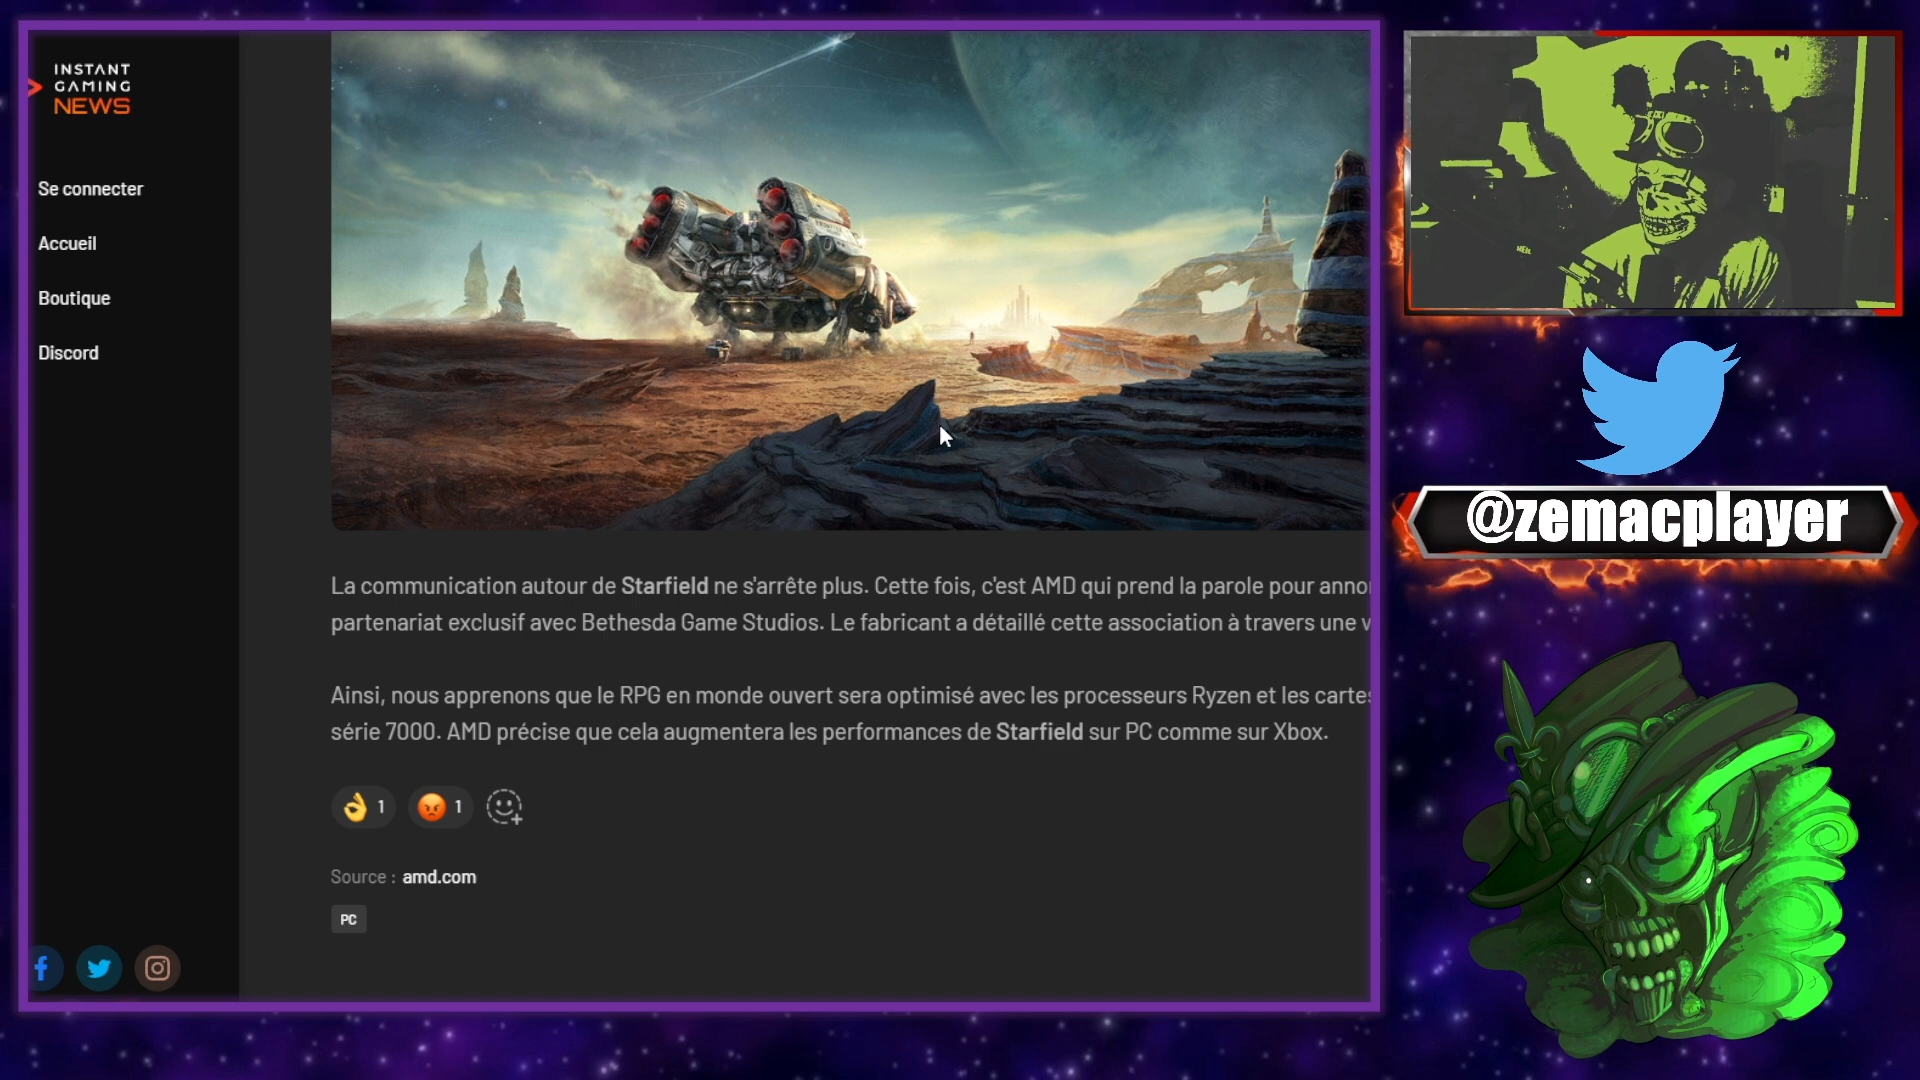 INSTANT
GAMING
NEWS
Se connecter
Accueil
Boutique
Discord
La communication autour de Starfield ne s'arrête plus. Cette fois, c'est AMD qui prend la parole pour
partenariat exclusif avec Bethesda Game Studios. Le fabricant a détaillé cette association à travers une
Ainsi, nous apprenons que le RPG en monde ouvert sera optimisé avec les processeurs Ryzen et les
série 7000. AMD précise que cela augmentera les performances de Starfield sur PC comme sur Xbox.
1
1
Source : amd.com
PC
@zemacplayer